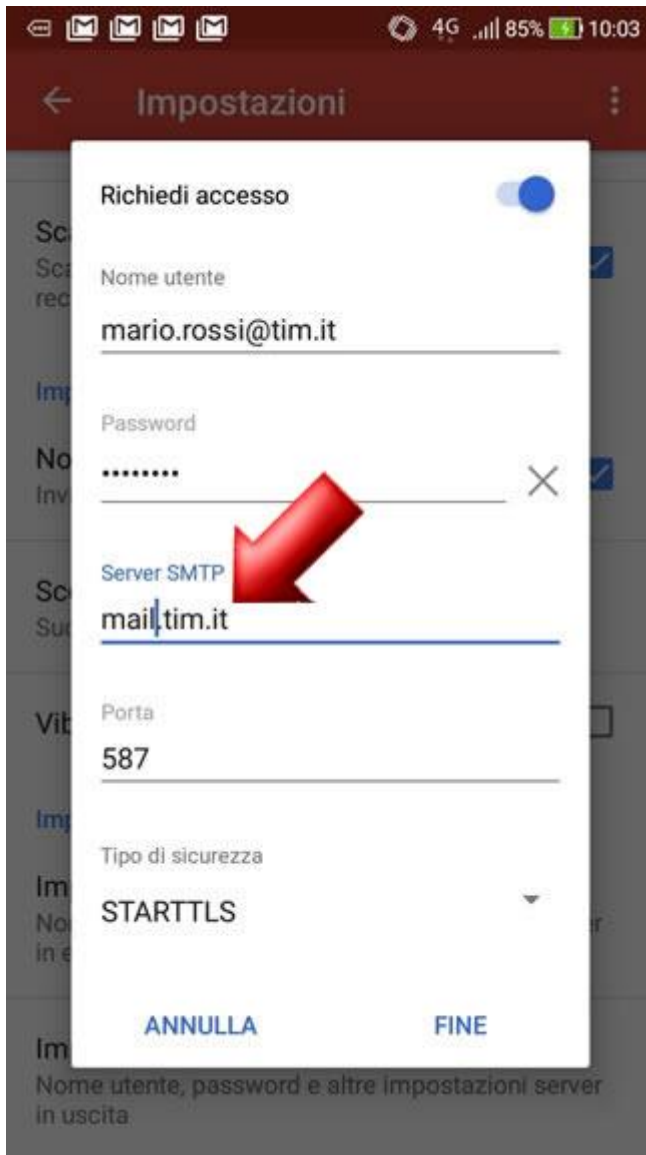 4G 85% 10:03
Impostazioni
Richiedi accesso
Nome utente
mario.rossi@tim.it
Password
••••••••
Server SMTP
mail.tim.it
Porta
587
Tipo di sicurezza
STARTTLS
ANNULLA FINE
Nome utente, password e altre impostazioni server
in uscita